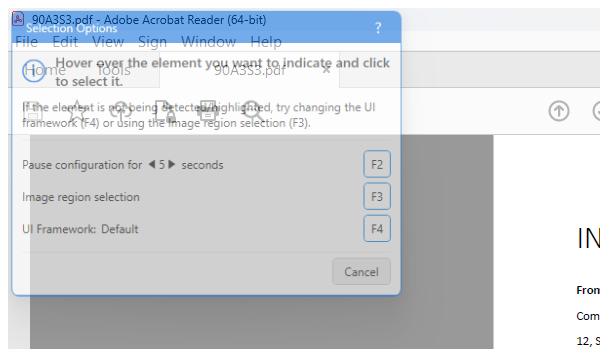 90A3S3.pdf - Adobe Acrobat Reader (64-bit)
Selection Options ?
File Edit View Sign Window Help
Hover over the element you want to indicate and click
to select it.
Home Tools 90A3S3.pdf ×
If the element is not being detected/highlighted, try changing the UI
framework (F4) or using the Image region selection (F3).
Pause configuration for 5 seconds F2
Image region selection F3
UI Framework: Default F4
Cancel
IN
From
Com
12, S